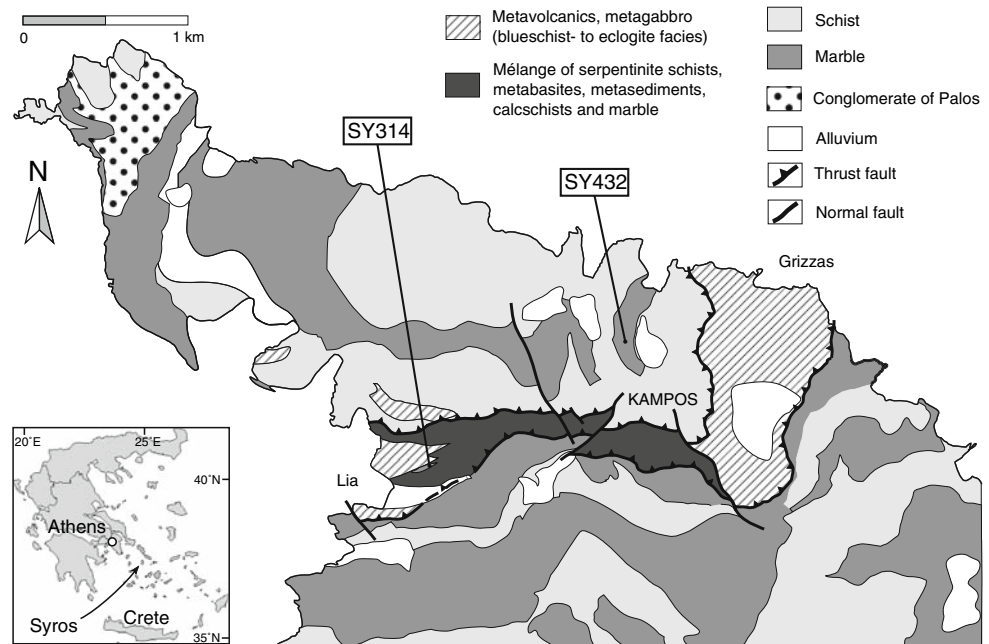 0
1 km
Metavolcanics, metagabbro
(blueschist- to eclogite facies)
Mélange of serpentinite schists,
metabasites, metasediments,
calcschists and marble
Schist
Marble
Conglomerate of Palos
Alluvium
Thrust fault
Normal fault
SY314
SY432
N
Grizzas
KAMPOS
Lia
20°E
25°E
40°N
Athens
Syros
Crete
35°N